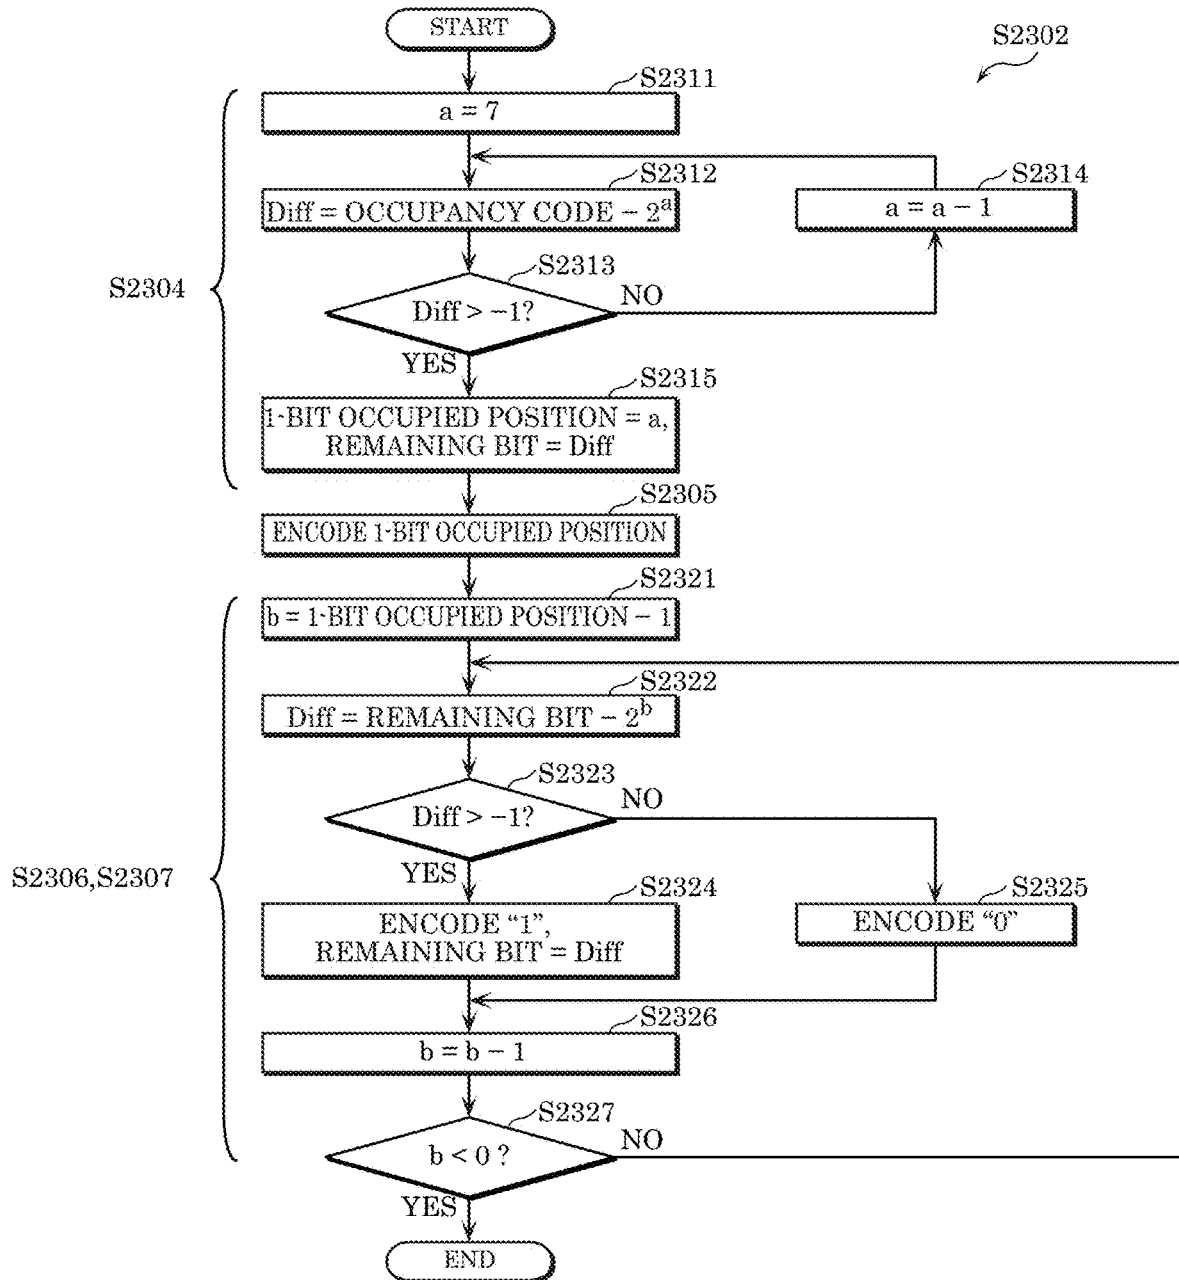 START
S2302
S2311
a = 7
S2312
S2314
Diff = OCCUPANCY CODE − 2^a
a = a − 1
S2304
S2313
Diff > −1?
NO
YES
S2315
1-BIT OCCUPIED POSITION = a,
REMAINING BIT = Diff
S2305
ENCODE 1-BIT OCCUPIED POSITION
S2321
b = 1-BIT OCCUPIED POSITION − 1
S2322
Diff = REMAINING BIT − 2^b
S2323
Diff > −1?
NO
YES
S2306,S2307
S2324
S2325
ENCODE “1”,
REMAINING BIT = Diff
ENCODE “0”
S2326
b = b − 1
S2327
b < 0 ?
NO
YES
END